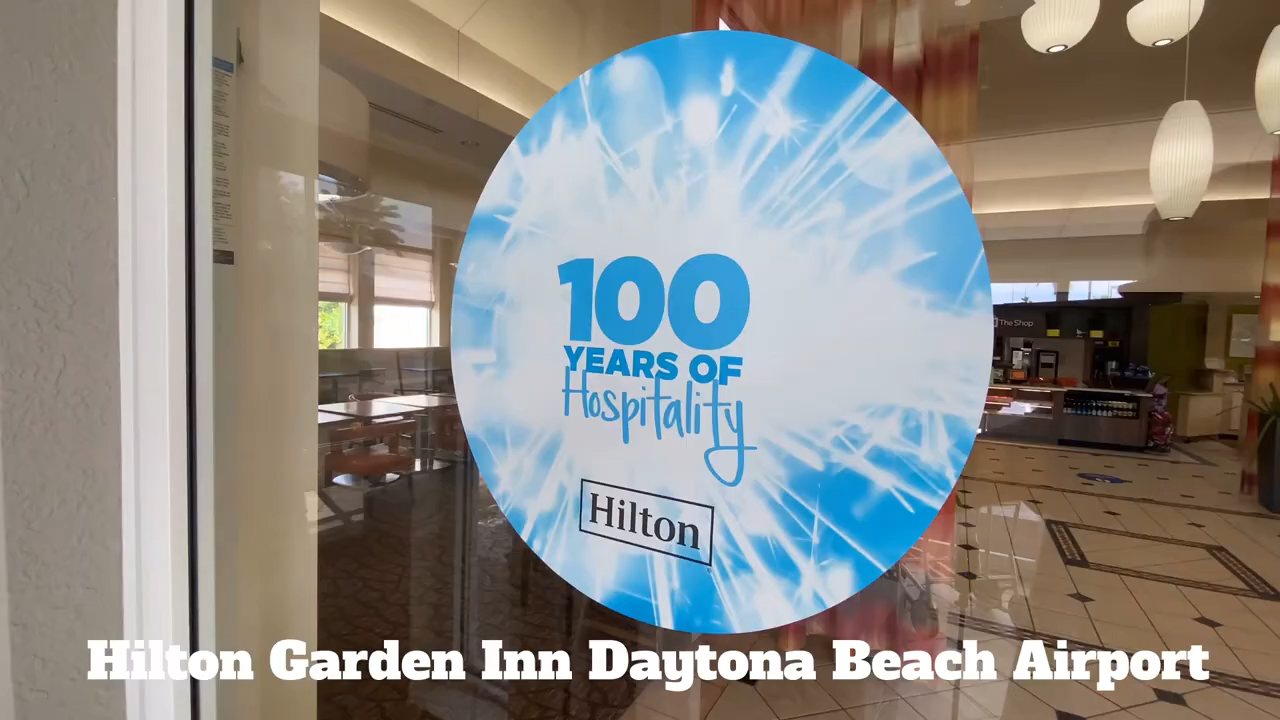 100
YEARS OF
Hospitality
Hilton
The Shop
Hilton Garden Inn Daytona Beach Airport